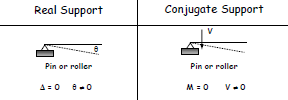 Real Support
Conjugate Support
θ
V
Pin or roller
Pin or roller
Δ = 0 θ ≠ 0
M = 0 V ≠ 0